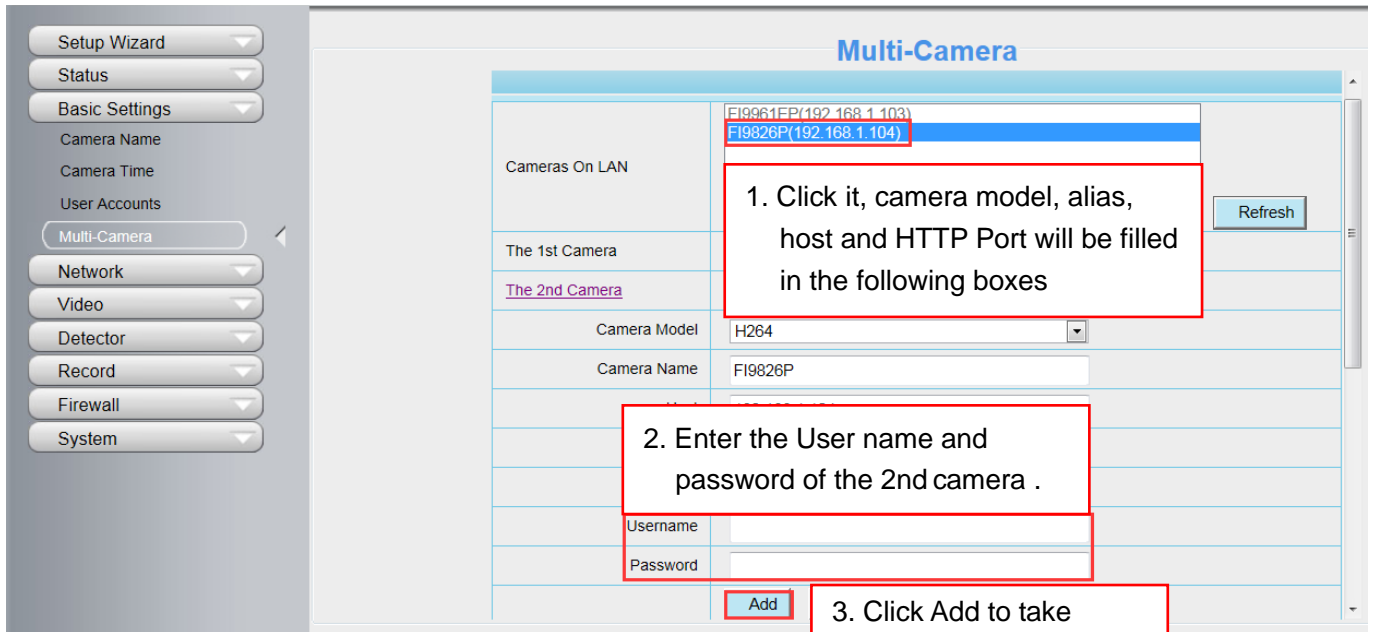 Setup Wizard
Status
Basic Settings
Camera Name
Camera Time
User Accounts
Multi-Camera
Network
Video
Detector
Record
Firewall
System
Multi-Camera
Cameras On LAN
FI9961EP(192.168.1.103)
FI9826P(192.168.1.104)
1. Click it, camera model, alias,
host and HTTP Port will be filled
in the following boxes
Refresh
The 1st Camera
The 2nd Camera
Camera Model
H264
Camera Name
FI9826P
2. Enter the User name and
password of the 2nd camera .
Username
Password
Add
3. Click Add to take